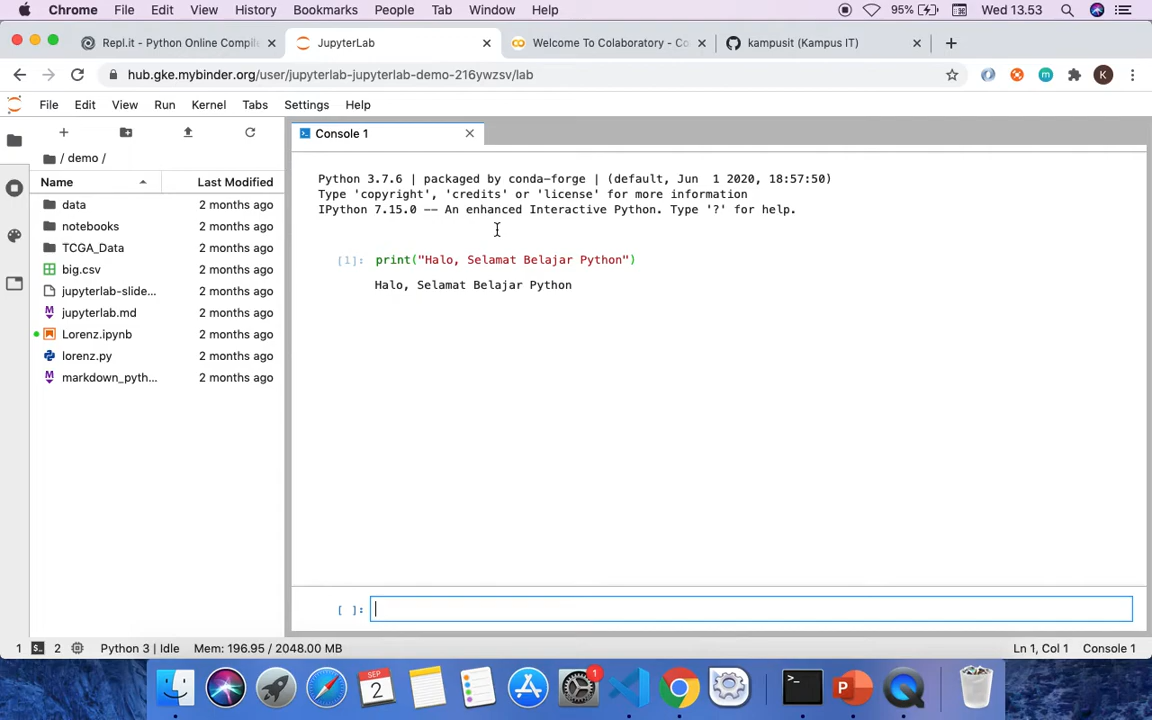 Chrome File Edit View History Bookmarks People Tab Window Help 95% Wed 13.53
Repl.it - Python Online Compile JupyterLab Welcome To Colaboratory - Co kampusit (Kampus IT)
hub.gke.mybinder.org/user/jupyterlab-jupyterlab-demo-216ywzsv/lab K
File Edit View Run Kernel Tabs Settings Help
Console 1
/ demo /
Name Last Modified
data 2 months ago
notebooks 2 months ago
TCGA_Data 2 months ago
big.csv 2 months ago
jupyterlab-slide... 2 months ago
jupyterlab.md 2 months ago
Lorenz.ipynb 2 months ago
lorenz.py 2 months ago
markdown_pyth... 2 months ago
Python 3.7.6 | packaged by conda-forge | (default, Jun 1 2020, 18:57:50)
Type 'copyright', 'credits' or 'license' for more information
IPython 7.15.0 -- An enhanced Interactive Python. Type '?' for help.
[1]: print("Halo, Selamat Belajar Python")
Halo, Selamat Belajar Python
[ ]:
1 2 Python 3 | Idle Mem: 196.95 / 2048.00 MB Ln 1, Col 1 Console 1
SEP
2
1